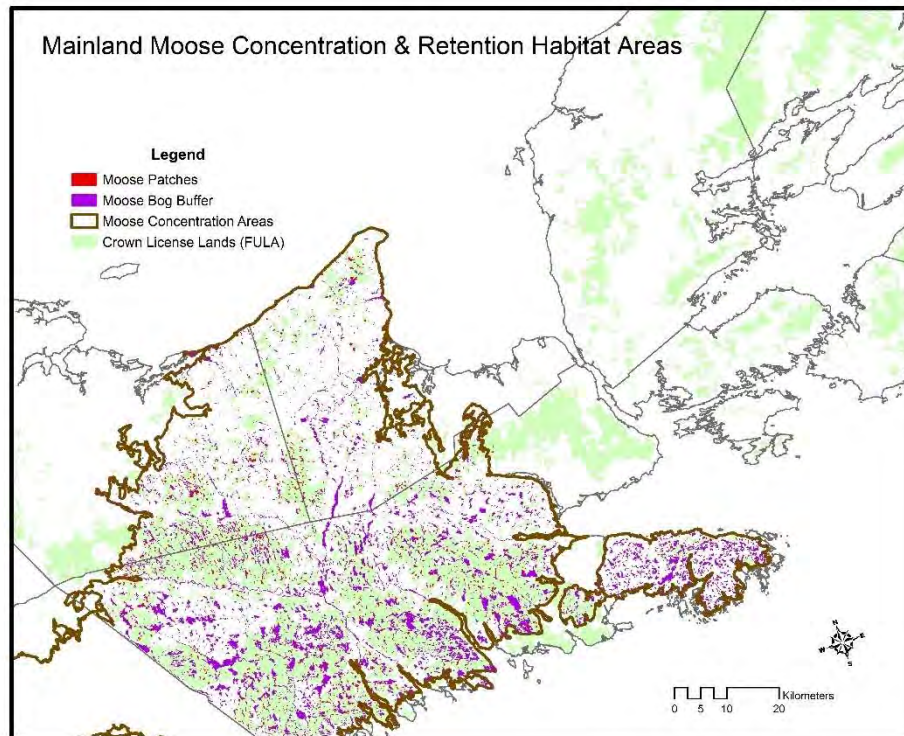 Mainland Moose Concentration & Retention Habitat Areas
Legend
Moose Patches
Moose Bog Buffer
Moose Concentration Areas
Crown License Lands (FULA)
N
W E
S
Kilometers
0 5 10 20